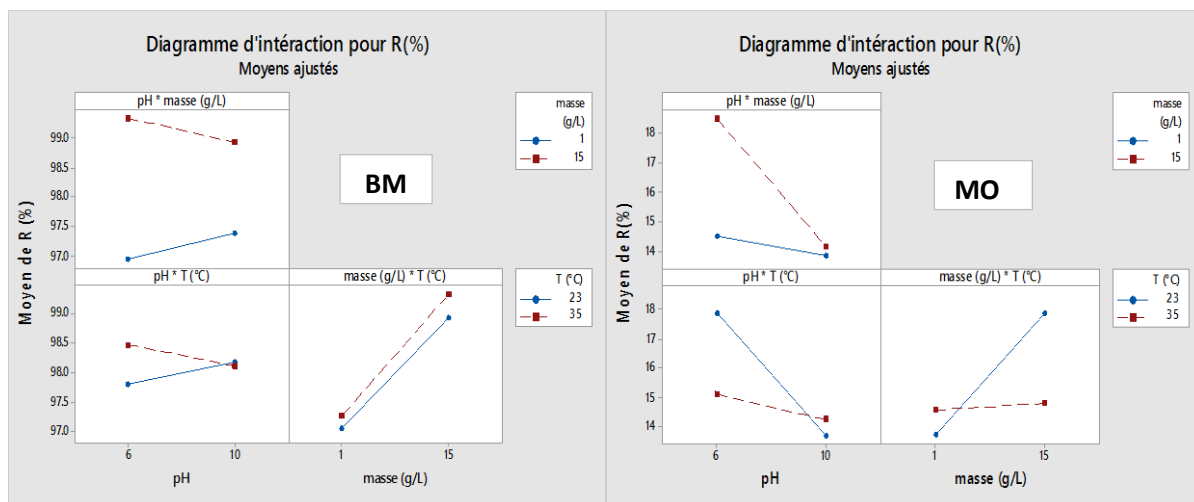 Diagramme d'intéraction pour R(%)
Moyens ajustés
pH * masse (g/L)
masse
(g/L)
1
15
99.0
98.5
98.0
97.5
97.0
BM
Moyen de R (%)
pH * T (°C)
masse (g/L) * T (°C)
T (°C)
23
35
99.0
98.5
98.0
97.5
97.0
6 10 1 15
pH masse (g/L)
Diagramme d'intéraction pour R(%)
Moyens ajustés
pH * masse (g/L)
masse
(g/L)
1
15
18
17
16
15
14
MO
Moyen de R (%)
pH * T (°C)
masse (g/L) * T (°C)
T (°C)
23
35
18
17
16
15
14
6 10 1 15
pH masse (g/L)